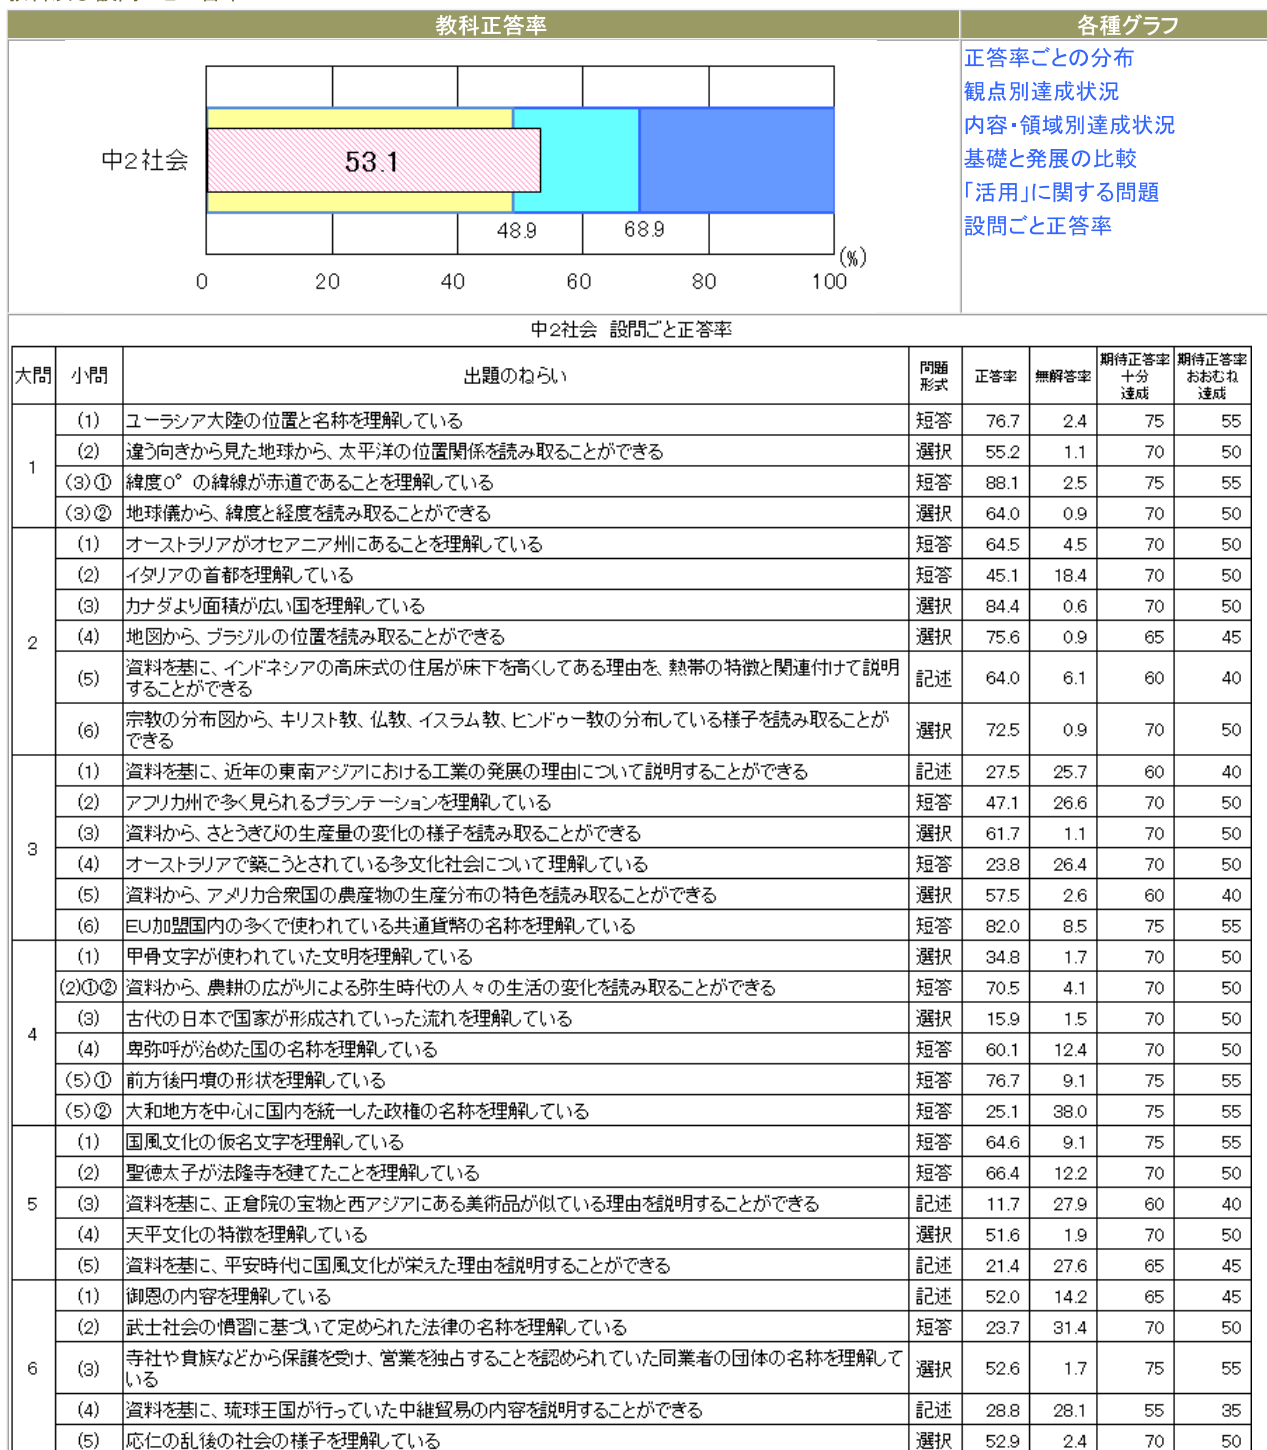 教科正答率 各種グラフ
正答率ごとの分布
観点別達成状況
内容・領域別達成状況
基礎と発展の比較
「活用」に関する問題
設問ごと正答率
中2社会 53.1
48.9 68.9
(%)
0 20 40 60 80 100
中2社会 設問ごと正答率
大問 小問 出題のねらい 問題形式 正答率 無解答率 期待正答率十分達成 期待正答率おおむね達成
1 (1) ユーラシア大陸の位置と名称を理解している 短答 76.7 2.4 75 55
(2) 違う向きから見た地球から、太平洋の位置関係を読み取ることができる 選択 55.2 1.1 70 50
(3)① 緯度0°の緯線が赤道であることを理解している 短答 88.1 2.5 75 55
(3)② 地球儀から、緯度と経度を読み取ることができる 選択 64.0 0.9 70 50
2 (1) オーストラリアがオセアニア州にあることを理解している 短答 64.5 4.5 70 50
(2) イタリアの首都を理解している 短答 45.1 18.4 70 50
(3) カナダより面積が広い国を理解している 選択 84.4 0.6 70 50
(4) 地図から、ブラジルの位置を読み取ることができる 選択 75.6 0.9 65 45
(5) 資料を基に、インドネシアの高床式の住居が床下を高くしてある理由を、熱帯の特徴と関連付けて説明
することができる 記述 64.0 6.1 60 40
(6) 宗教の分布図から、キリスト教、仏教、イスラム教、ヒンドゥー教の分布している様子を読み取ることが
できる 選択 72.5 0.9 70 50
3 (1) 資料を基に、近年の東南アジアにおける工業の発展の理由について説明することができる 記述 27.5 25.7 60 40
(2) アフリカ州で多く見られるプランテーションを理解している 短答 47.1 26.6 70 50
(3) 資料から、さとうきびの生産量の変化の様子を読み取ることができる 選択 61.7 1.1 70 50
(4) オーストラリアで築こうとされている多文化社会について理解している 短答 23.8 26.4 70 50
(5) 資料から、アメリカ合衆国の農産物の生産分布の特色を読み取ることができる 選択 57.5 2.6 60 40
(6) EU加盟国内の多くで使われている共通貨幣の名称を理解している 短答 82.0 8.5 75 55
4 (1) 甲骨文字が使われていた文明を理解している 選択 34.8 1.7 70 50
(2)①② 資料から、農耕の広がりによる弥生時代の人々の生活の変化を読み取ることができる 短答 70.5 4.1 70 50
(3) 古代の日本で国家が形成されていった流れを理解している 選択 15.9 1.5 70 50
(4) 卑弥呼が治めた国の名称を理解している 短答 60.1 12.4 70 50
(5)① 前方後円墳の形状を理解している 短答 76.7 9.1 75 55
(5)② 大和地方を中心に国内を統一した政権の名称を理解している 短答 25.1 38.0 75 55
5 (1) 国風文化の仮名文字を理解している 短答 64.6 9.1 75 55
(2) 聖徳太子が法隆寺を建てたことを理解している 短答 66.4 12.2 70 50
(3) 資料を基に、正倉院の宝物と西アジアにある美術品が似ている理由を説明することができる 記述 11.7 27.9 60 40
(4) 天平文化の特徴を理解している 選択 51.6 1.9 70 50
(5) 資料を基に、平安時代に国風文化が栄えた理由を説明することができる 記述 21.4 27.6 65 45
6 (1) 御恩の内容を理解している 記述 52.0 14.2 65 45
(2) 武士社会の慣習に基づいて定められた法律の名称を理解している 短答 23.7 31.4 70 50
(3) 寺社や貴族などから保護を受け、営業を独占することを認められていた同業者の団体の名称を理解して
いる 選択 52.6 1.7 75 55
(4) 資料を基に、琉球王国が行っていた中継貿易の内容を説明することができる 記述 28.8 28.1 55 35
(5) 応仁の乱後の社会の様子を理解している 選択 52.9 2.4 70 50